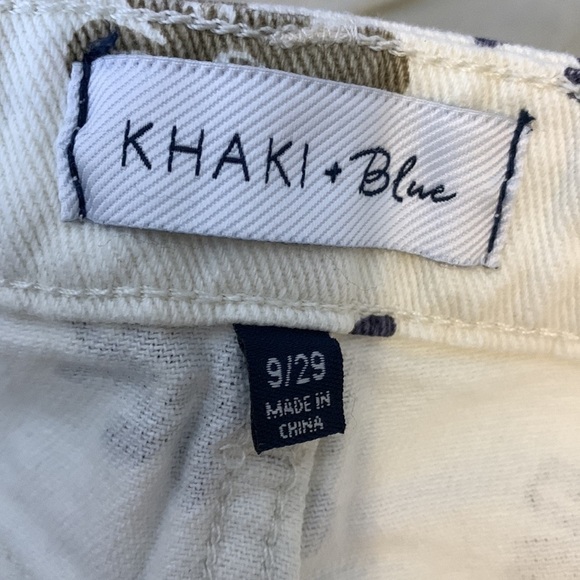 KHAKI + Blue
9/29
MADE IN
CHINA